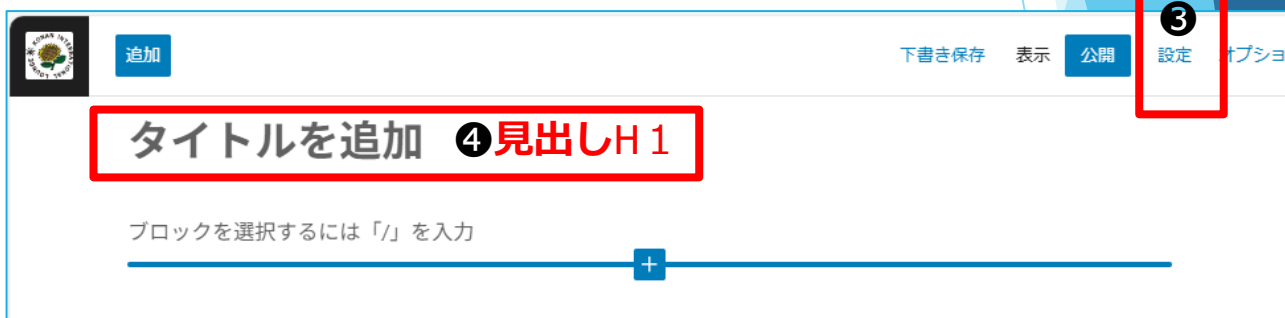 ❸
追加
下書き保存 表示 公開 設定 オプショ
タイトルを追加 ❹見出しH１
ブロックを選択するには「/」を入力
+